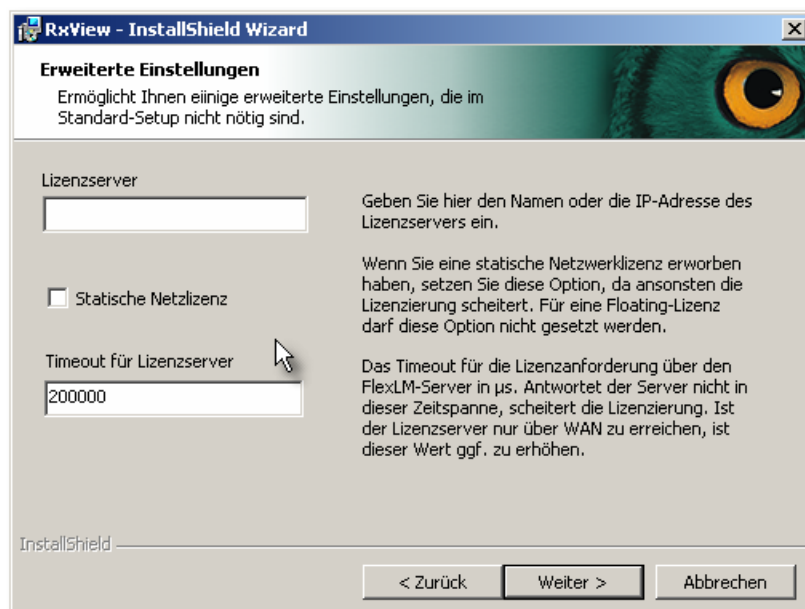 RxView - InstallShield Wizard
Erweiterte Einstellungen
Ermöglicht Ihnen eiinige erweiterte Einstellungen, die im
Standard-Setup nicht nötig sind.
Lizenzserver
Geben Sie hier den Namen oder die IP-Adresse des
Lizenzservers ein.
Statische Netzlizenz
Wenn Sie eine statische Netzwerklizenz erworben
haben, setzen Sie diese Option, da ansonsten die
Lizenzierung scheitert. Für eine Floating-Lizenz
darf diese Option nicht gesetzt werden.
Timeout für Lizenzserver
200000
Das Timeout für die Lizenzanforderung über den
FlexLM-Server in µs. Antwortet der Server nicht in
dieser Zeitspanne, scheitert die Lizenzierung. Ist
der Lizenzserver nur über WAN zu erreichen, ist
dieser Wert ggf. zu erhöhen.
InstallShield
< Zurück
Weiter >
Abbrechen